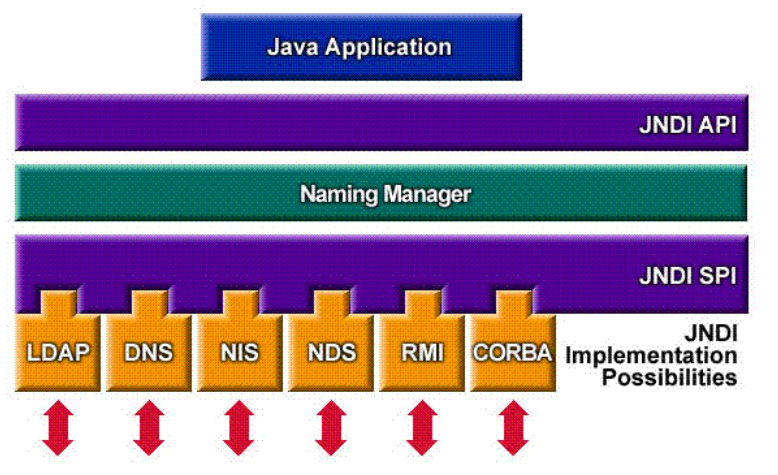 Java Application
JNDI API
Naming Manager
JNDI SPI
LDAP DNS NIS NDS RMI CORBA
JNDI
Implementation
Possibilities